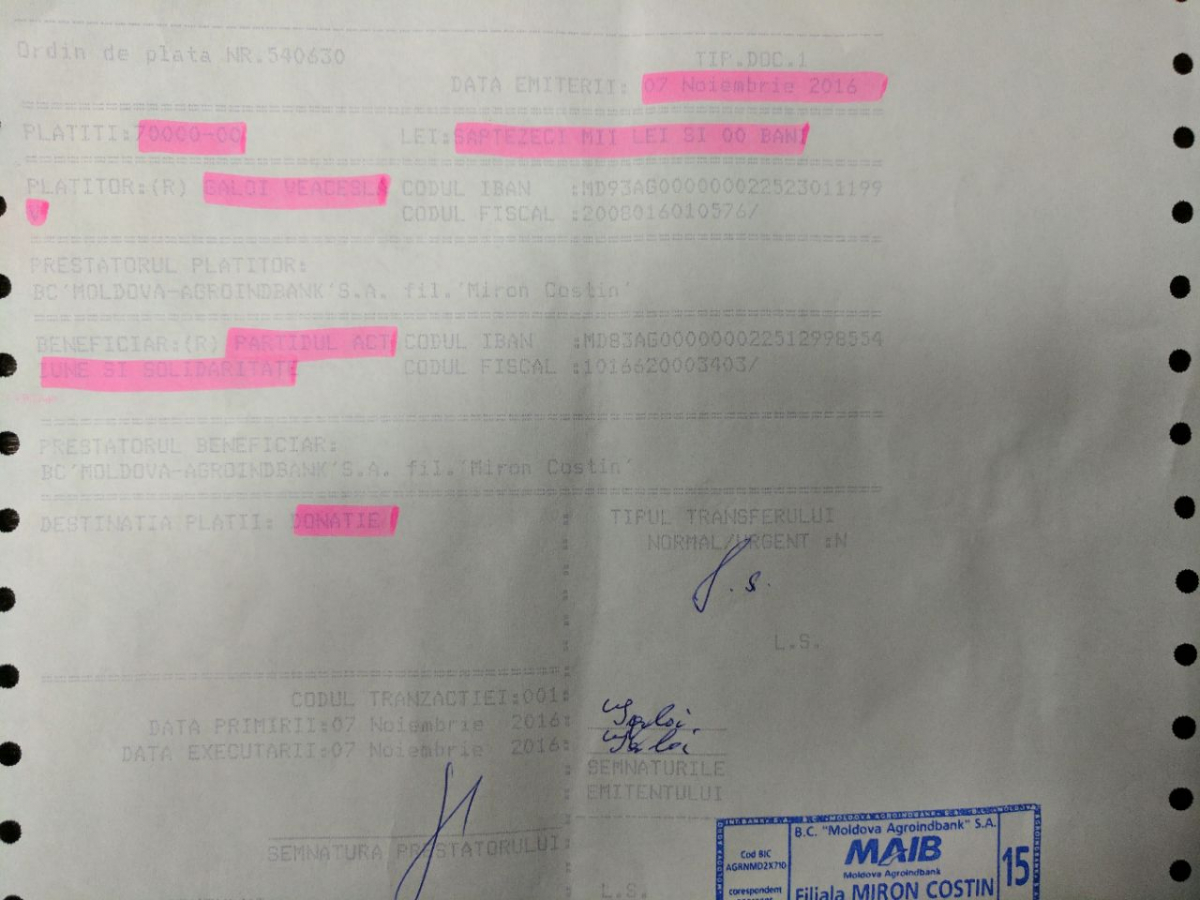 Ordin de plata NR.540630
TIP.DOC.1
DATA EMITERII: 07 Noiembrie 2016
PLATITI:70000-00 LEI:SAPTEZECI MII LEI SI 00 BANI
PLATITOR:(R) GALOI VEACESLA CODUL IBAN :MD93AG000000022523011199
V CODUL FISCAL :2008016010576/
PRESTATORUL PLATITOR:
BC'MOLDOVA-AGROINDBANK'S.A. fil.'Miron Costin'
BENEFICIAR:(R) PARTIDUL ACT CODUL IBAN :MD83AG000000022512998554
IUNE SI SOLIDARITATE CODUL FISCAL :1016620003403/
PRESTATORUL BENEFICIAR:
BC'MOLDOVA-AGROINDBANK'S.A. fil.'Miron Costin'
DESTINATIA PLATII: DONATIE : TIPUL TRANSFERULUI
: NORMAL/URGENT :N
L.S.
CODUL TRANZACTIEI:001:
DATA PRIMIRII:07 Noiembrie 2016:
DATA EXECUTARII:07 Noiembrie 2016:
: SEMNATURILE
: EMITENTULUI
SEMNATURA PRESTATORULUI:
L.S.
B.C. "Moldova Agroindbank" S.A.
MAIB
Moldova Agroindbank
Filiala MIRON COSTIN
Cod BIC
AGRNMD2X710
corespondent
15